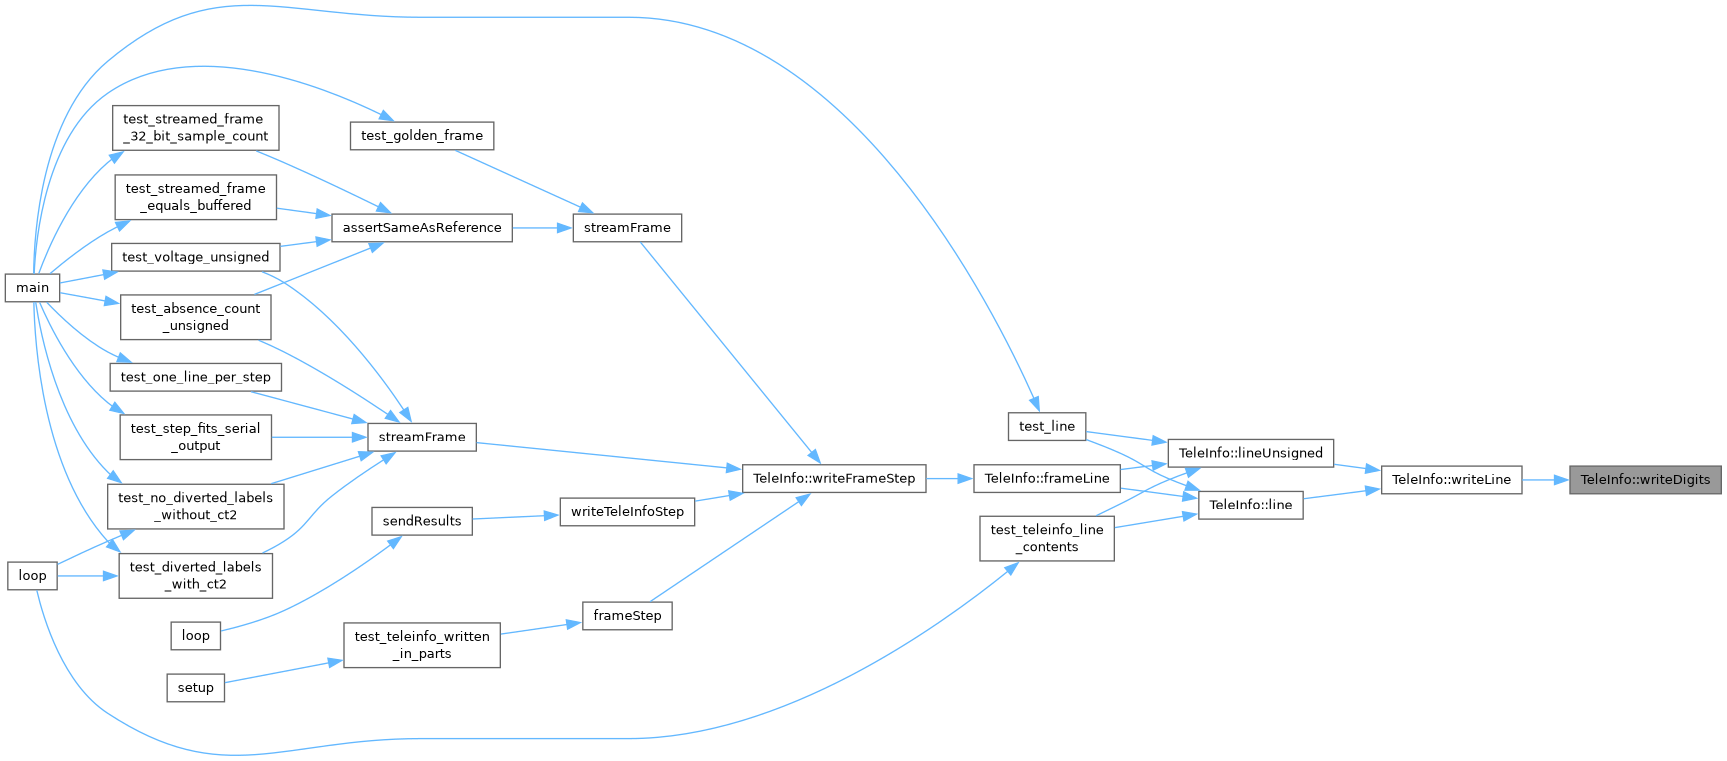 test_streamed_frame
_32_bit_sample_count
test_golden_frame
test_streamed_frame
_equals_buffered
assertSameAsReference
streamFrame
test_voltage_unsigned
main
test_absence_count
_unsigned
test_one_line_per_step
test_step_fits_serial
_output
streamFrame
test_line
TeleInfo::lineUnsigned
TeleInfo::writeFrameStep
TeleInfo::frameLine
TeleInfo::writeLine
TeleInfo::writeDigits
test_no_diverted_labels
_without_ct2
writeTeleInfoStep
TeleInfo::line
sendResults
test_teleinfo_line
_contents
loop
test_diverted_labels
_with_ct2
frameStep
loop
test_teleinfo_written
_in_parts
setup